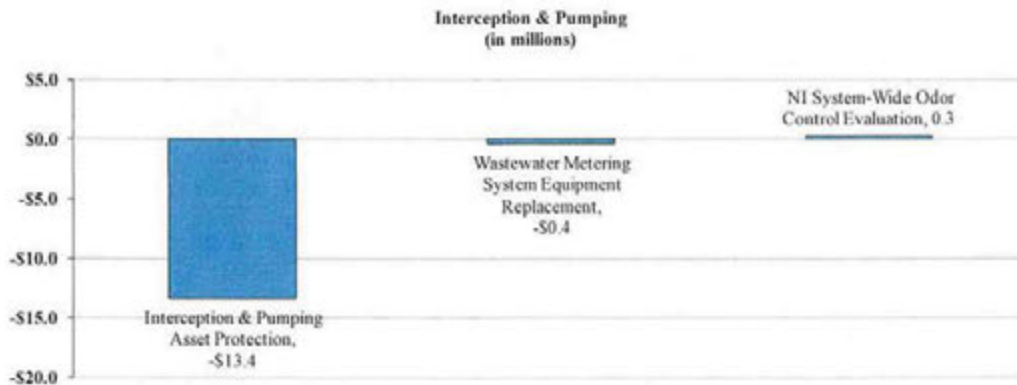 Interception & Pumping
(in millions)
$5.0
$0.0
-$5.0
-$10.0
-$15.0
-$20.0
Interception & Pumping
Asset Protection,
-$13.4
Wastewater Metering
System Equipment
Replacement,
-$0.4
NI System-Wide Odor
Control Evaluation, 0.3